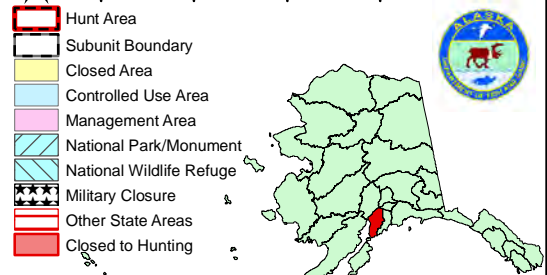 Hunt Area
Subunit Boundary
Closed Area
Controlled Use Area
Management Area
National Park/Monument
National Wildlife Refuge
Military Closure
Other State Areas
Closed to Hunting
ALASKA